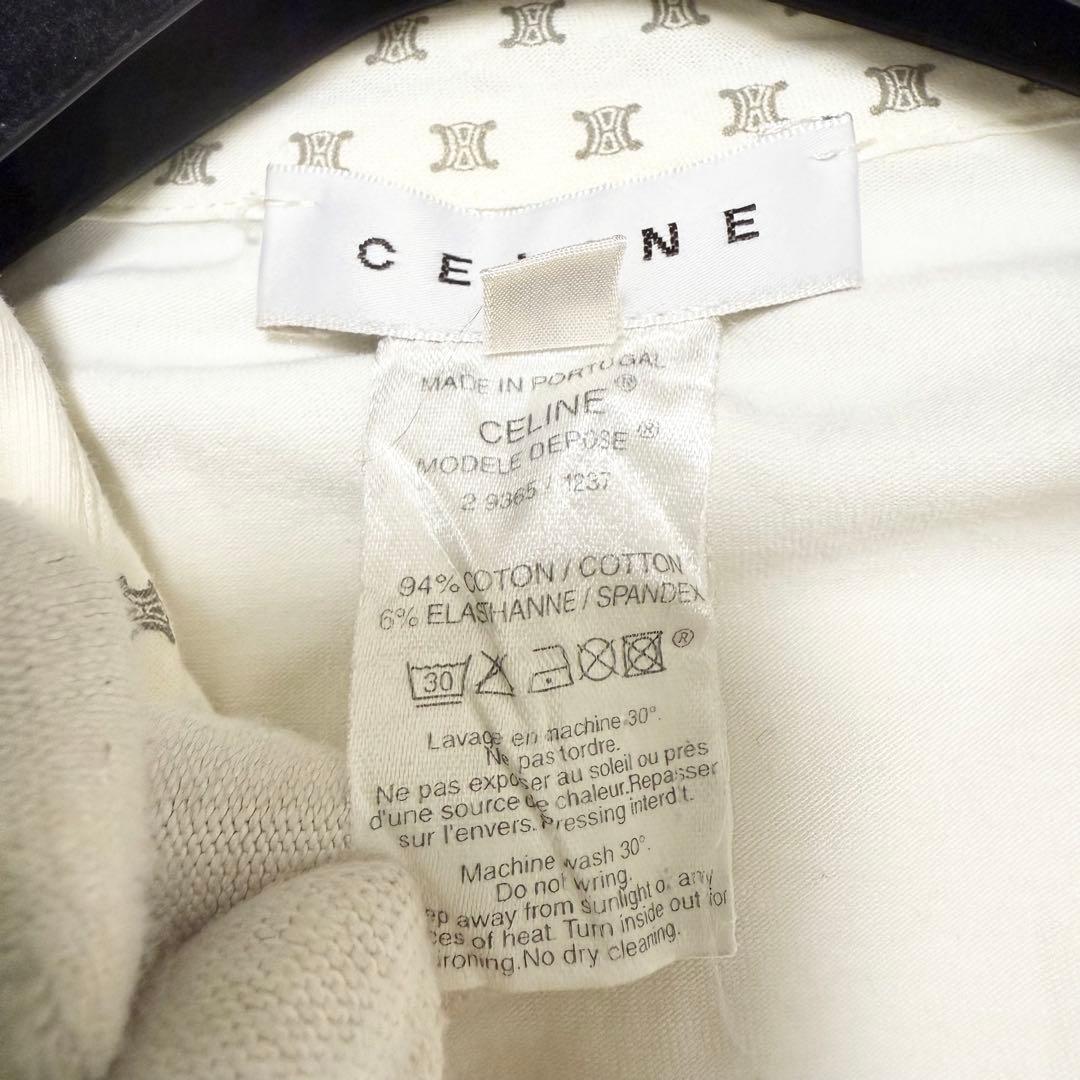 CE NE
MADE IN PORTUGAL
CELINE®
MODELE DEPOSE®
2 9365 / 1237
94% COTON / COTTON
6% ELASTHANNE / SPANDEX
30 ®
Lavage en machine 30°.
Ne pas tordre.
Ne pas exposer au soleil ou près
d'une source de chaleur.Repasser
sur l'envers. Pressing interdit.
Machine wash 30°.
Do not wring.
away from sunlight or any
of heat. Turn inside out for
ironing.No dry cleaning.